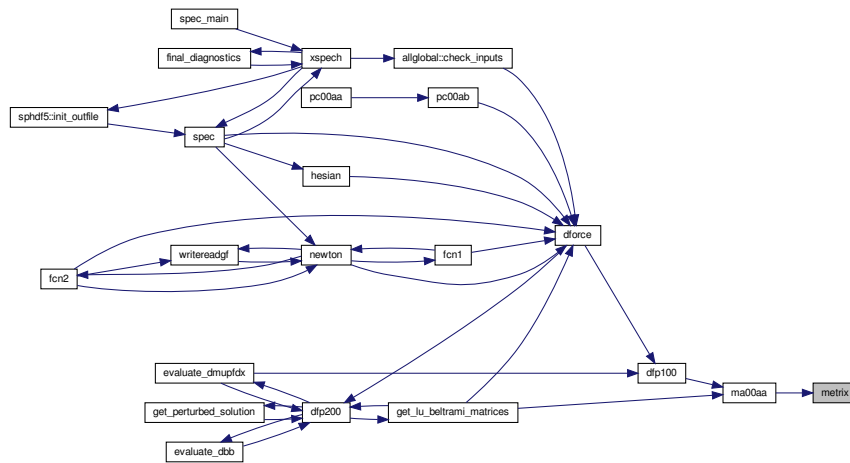 spec_main
final_diagnostics
xspech
allglobal::check_inputs
pc00aa
pc00ab
sphdf5::init_outfile
spec
hesian
dforce
writereadgf
newton
fcn1
fcn2
evaluate_dmupfdx
dfp100
ma00aa
metrix
get_perturbed_solution
dfp200
get_lu_beltrami_matrices
evaluate_dbb